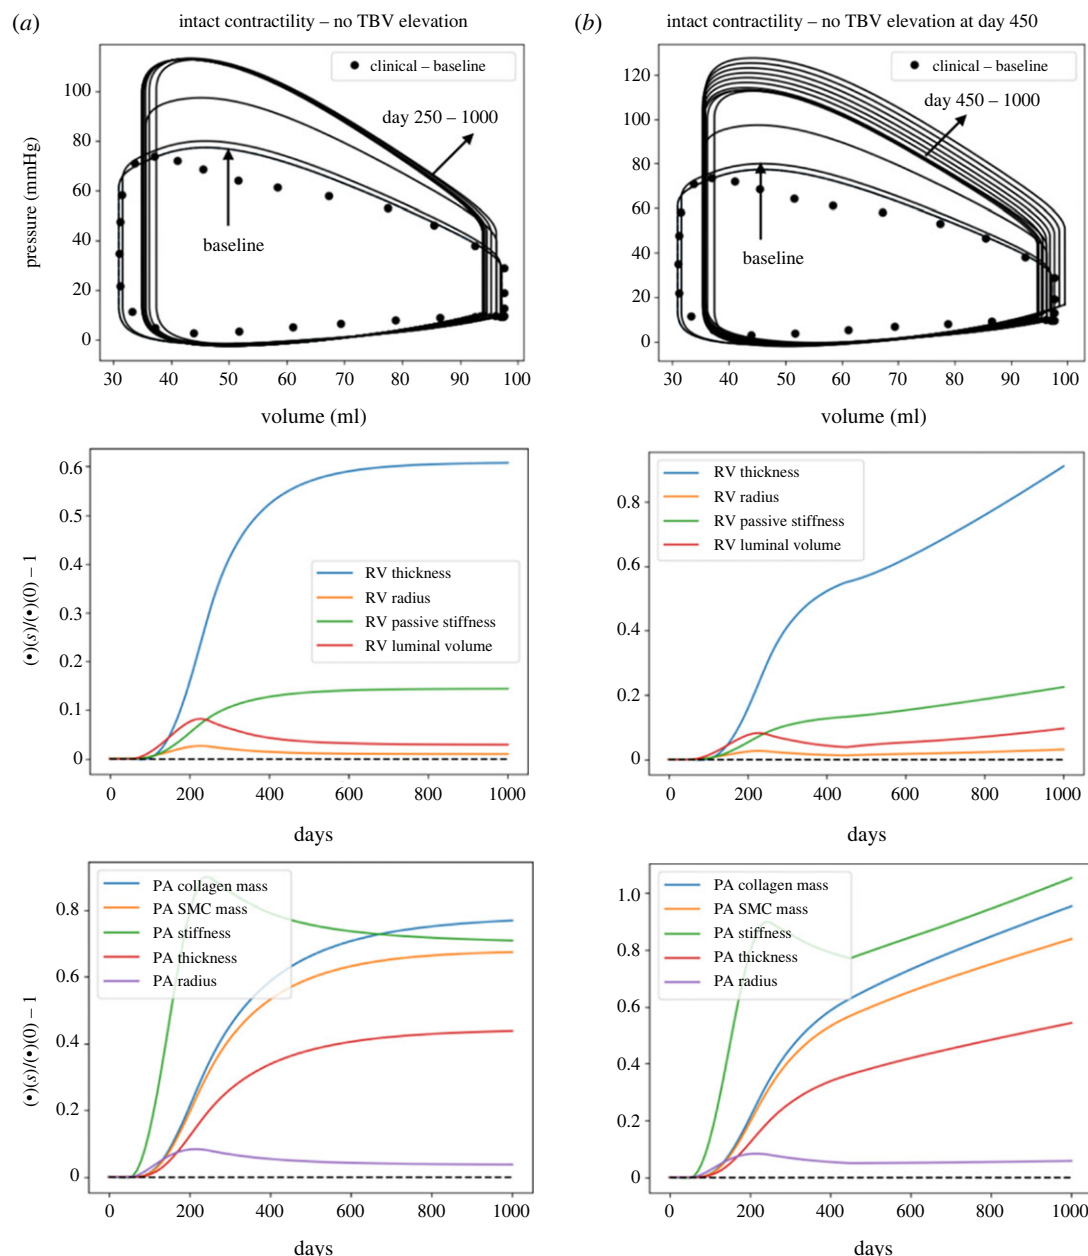 (a) intact contractility – no TBV elevation
(b) intact contractility – no TBV elevation at day 450
pressure (mmHg)
100
80
60
40
20
0
clinical – baseline
day 250 – 1000
baseline
30 40 50 60 70 80 90 100
volume (ml)
120
100
80
60
40
20
0
clinical – baseline
day 450 – 1000
baseline
30 40 50 60 70 80 90 100
volume (ml)
(•)(s)/(•)(0) – 1
0.6
0.5
0.4
0.3
0.2
0.1
0
RV thickness
RV radius
RV passive stiffness
RV luminal volume
0 200 400 600 800 1000
days
0.8
0.6
0.4
0.2
0
RV thickness
RV radius
RV passive stiffness
RV luminal volume
0 200 400 600 800 1000
days
(•)(s)/(•)(0) – 1
0.8
0.6
0.4
0.2
0
PA collagen mass
PA SMC mass
PA stiffness
PA thickness
PA radius
0 200 400 600 800 1000
days
1.0
0.8
0.6
0.4
0.2
0
PA collagen mass
PA SMC mass
PA stiffness
PA thickness
PA radius
0 200 400 600 800 1000
days